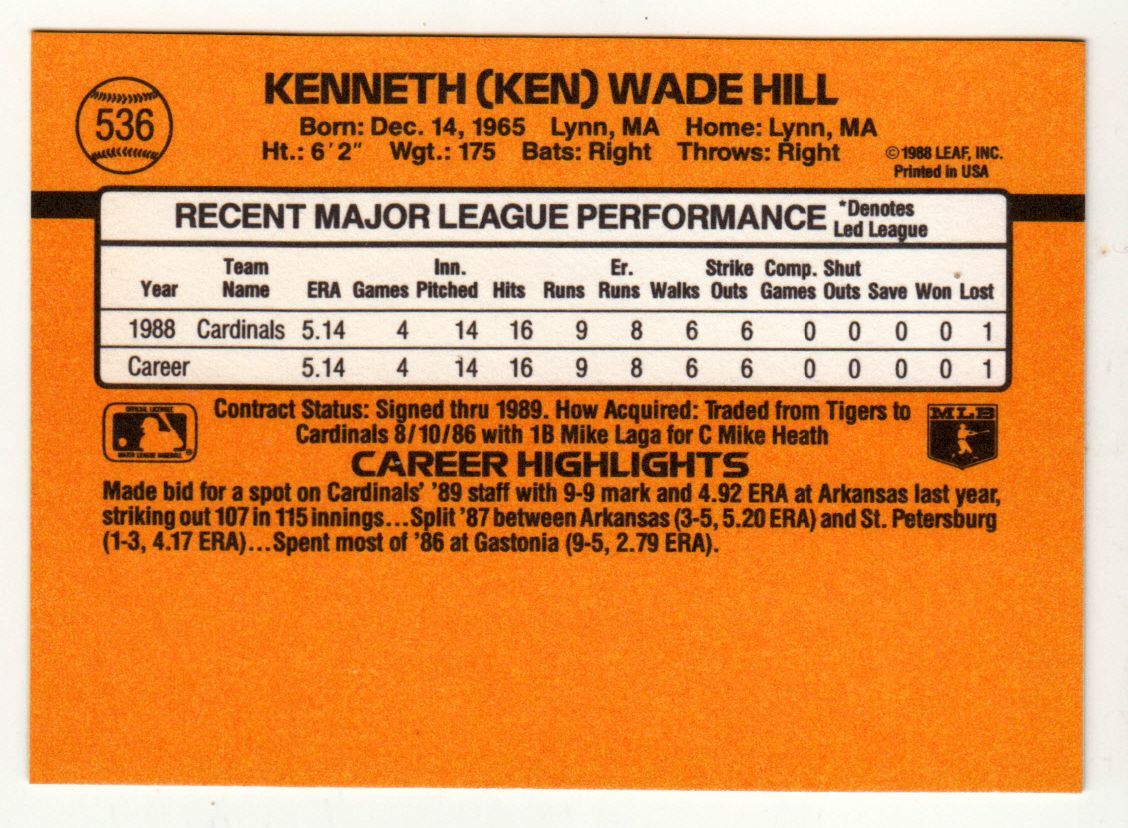 536
KENNETH (KEN) WADE HILL
Born: Dec. 14, 1965 Lynn, MA Home: Lynn, MA
Ht.: 6'2" Wgt.: 175 Bats: Right Throws: Right
©1988 LEAF, INC.
Printed in USA
RECENT MAJOR LEAGUE PERFORMANCE *Denotes
Led League
Team Inn. Er. Strike Comp. Shut
Year Name ERA Games Pitched Hits Runs Runs Walks Outs Games Outs Save Won Lost
1988 Cardinals 5.14 4 14 16 9 8 6 6 0 0 0 0 1
Career 5.14 4 14 16 9 8 6 6 0 0 0 0 1
OFFICIAL LICENSEE
MAJOR LEAGUE BASEBALL
MLB
Contract Status: Signed thru 1989. How Acquired: Traded from Tigers to
Cardinals 8/10/86 with 1B Mike Laga for C Mike Heath
CAREER HIGHLIGHTS
Made bid for a spot on Cardinals' '89 staff with 9-9 mark and 4.92 ERA at Arkansas last year,
striking out 107 in 115 innings...Split '87 between Arkansas (3-5, 5.20 ERA) and St. Petersburg
(1-3, 4.17 ERA)...Spent most of '86 at Gastonia (9-5, 2.79 ERA).